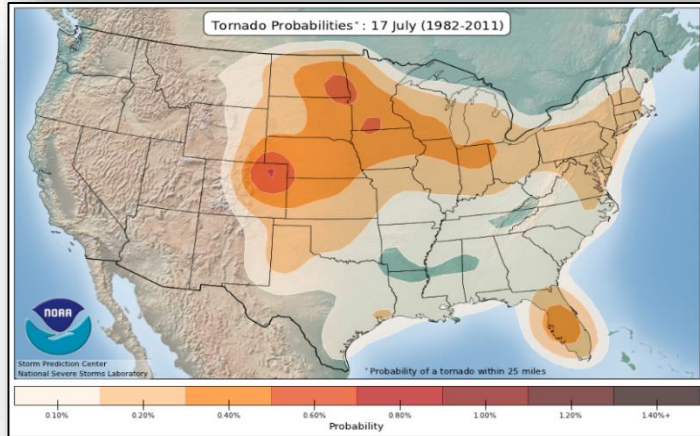 Tornado Probabilities*: 17 July (1982-2011)
NOAA
Storm Prediction Center
National Severe Storms Laboratory
*Probability of a tornado within 25 miles
0.10% 0.20% 0.40% 0.60% 0.80% 1.00% 1.20% 1.40%+
Probability